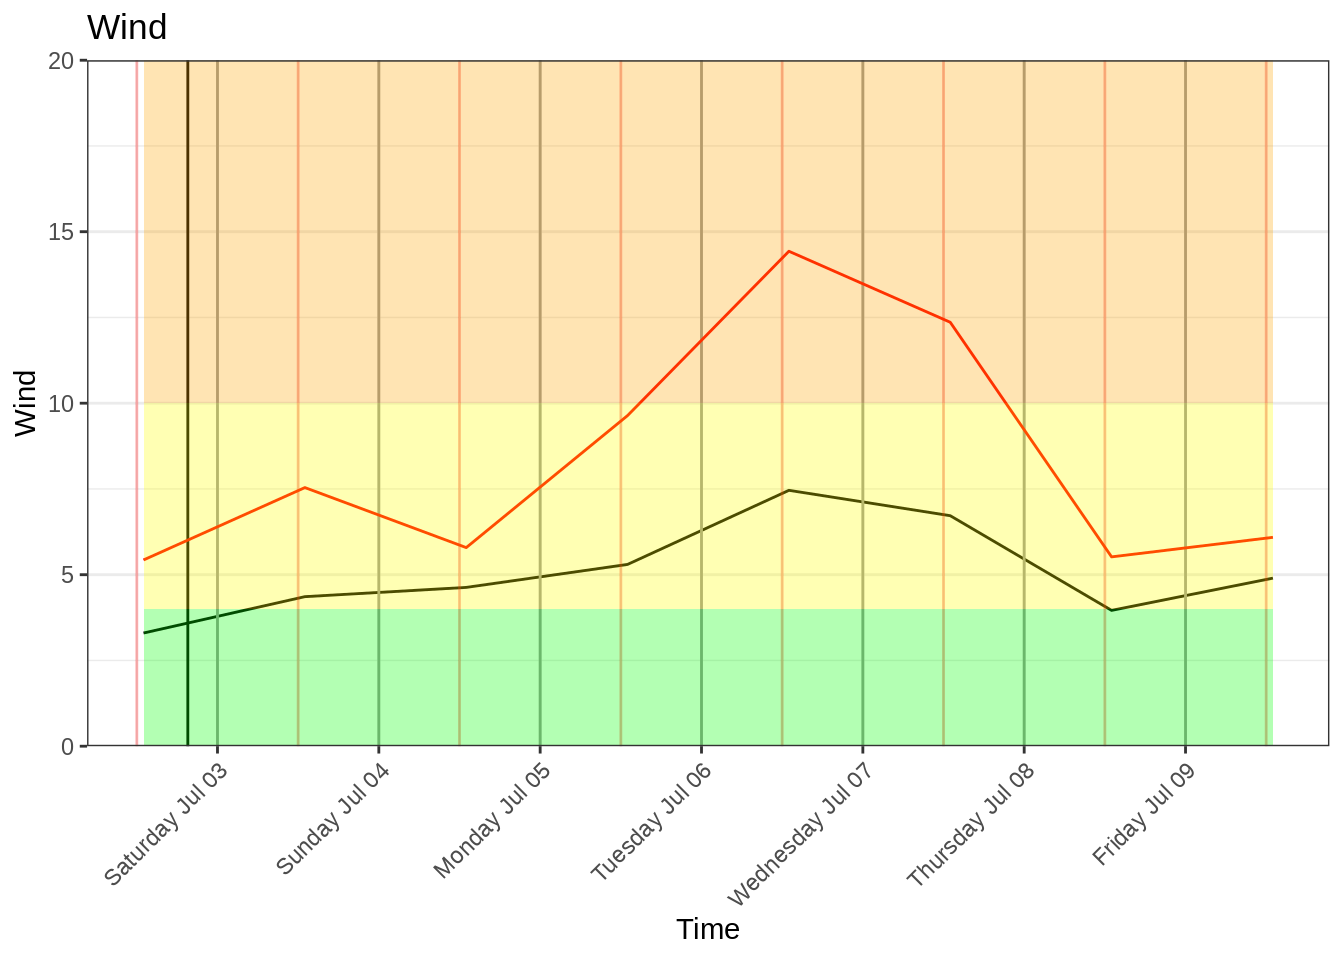 Wind
20
15
10
5
0
Wind
Saturday Jul 03
Sunday Jul 04
Monday Jul 05
Tuesday Jul 06
Wednesday Jul 07
Thursday Jul 08
Friday Jul 09
Time